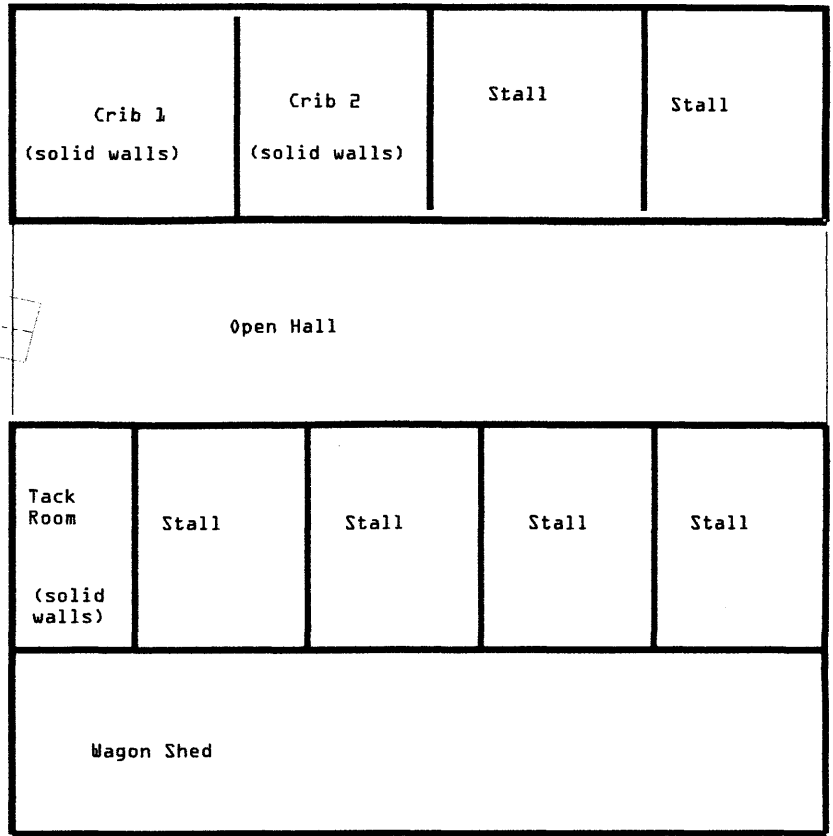 Crib 1
(solid walls)
Crib 2
(solid walls)
Stall
Stall
Open Hall
Tack
Room
(solid
walls)
Stall
Stall
Stall
Stall
Wagon Shed